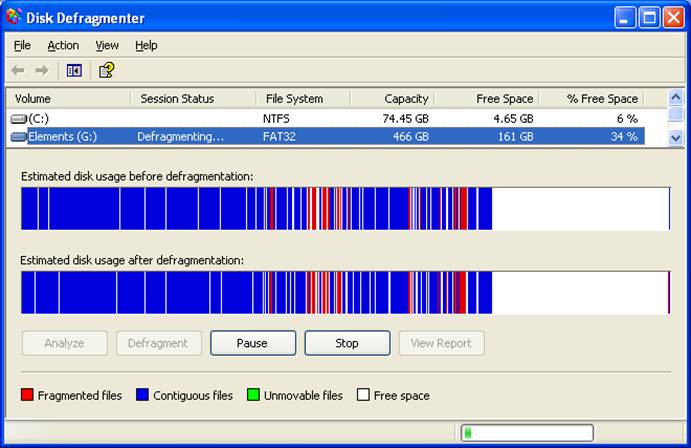 Disk Defragmenter
File Action View Help
Volume Session Status File System Capacity Free Space % Free Space
(C:) NTFS 74.45 GB 4.65 GB 6 %
Elements (G:) Defragmenting... FAT32 466 GB 161 GB 34 %
Estimated disk usage before defragmentation:
Estimated disk usage after defragmentation:
Analyze Defragment Pause Stop View Report
Fragmented files Contiguous files Unmovable files Free space